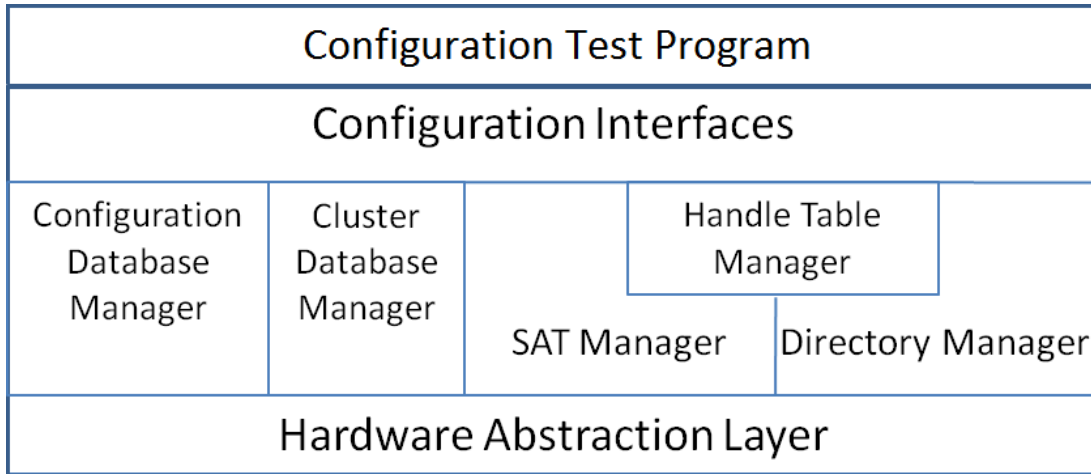 Configuration Test Program
Configuration Interfaces
Configuration
Database
Manager
Cluster
Database
Manager
Handle Table
Manager
SAT Manager
Directory Manager
Hardware Abstraction Layer